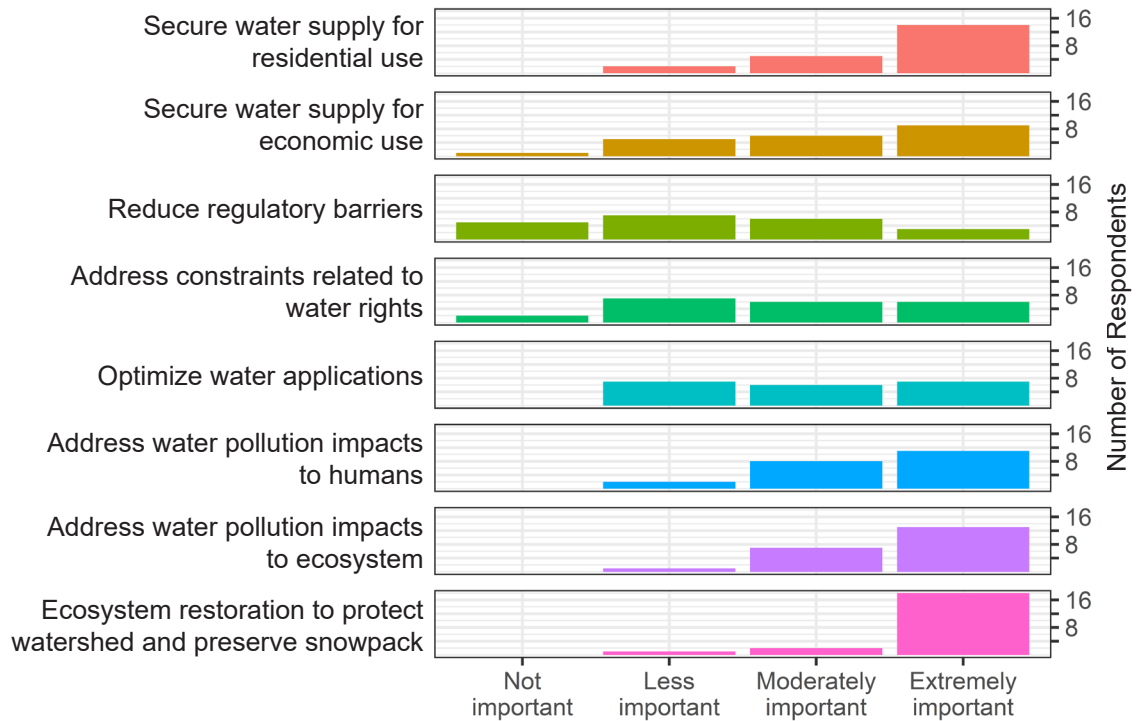 Secure water supply for
residential use
16
8
Secure water supply for
economic use
16
8
Reduce regulatory barriers
16
8
Address constraints related to
water rights
16
8
Optimize water applications
16
8
Address water pollution impacts
to humans
16
8
Address water pollution impacts
to ecosystem
16
8
Ecosystem restoration to protect
watershed and preserve snowpack
16
8
Number of Respondents
Not
important
Less
important
Moderately
important
Extremely
important